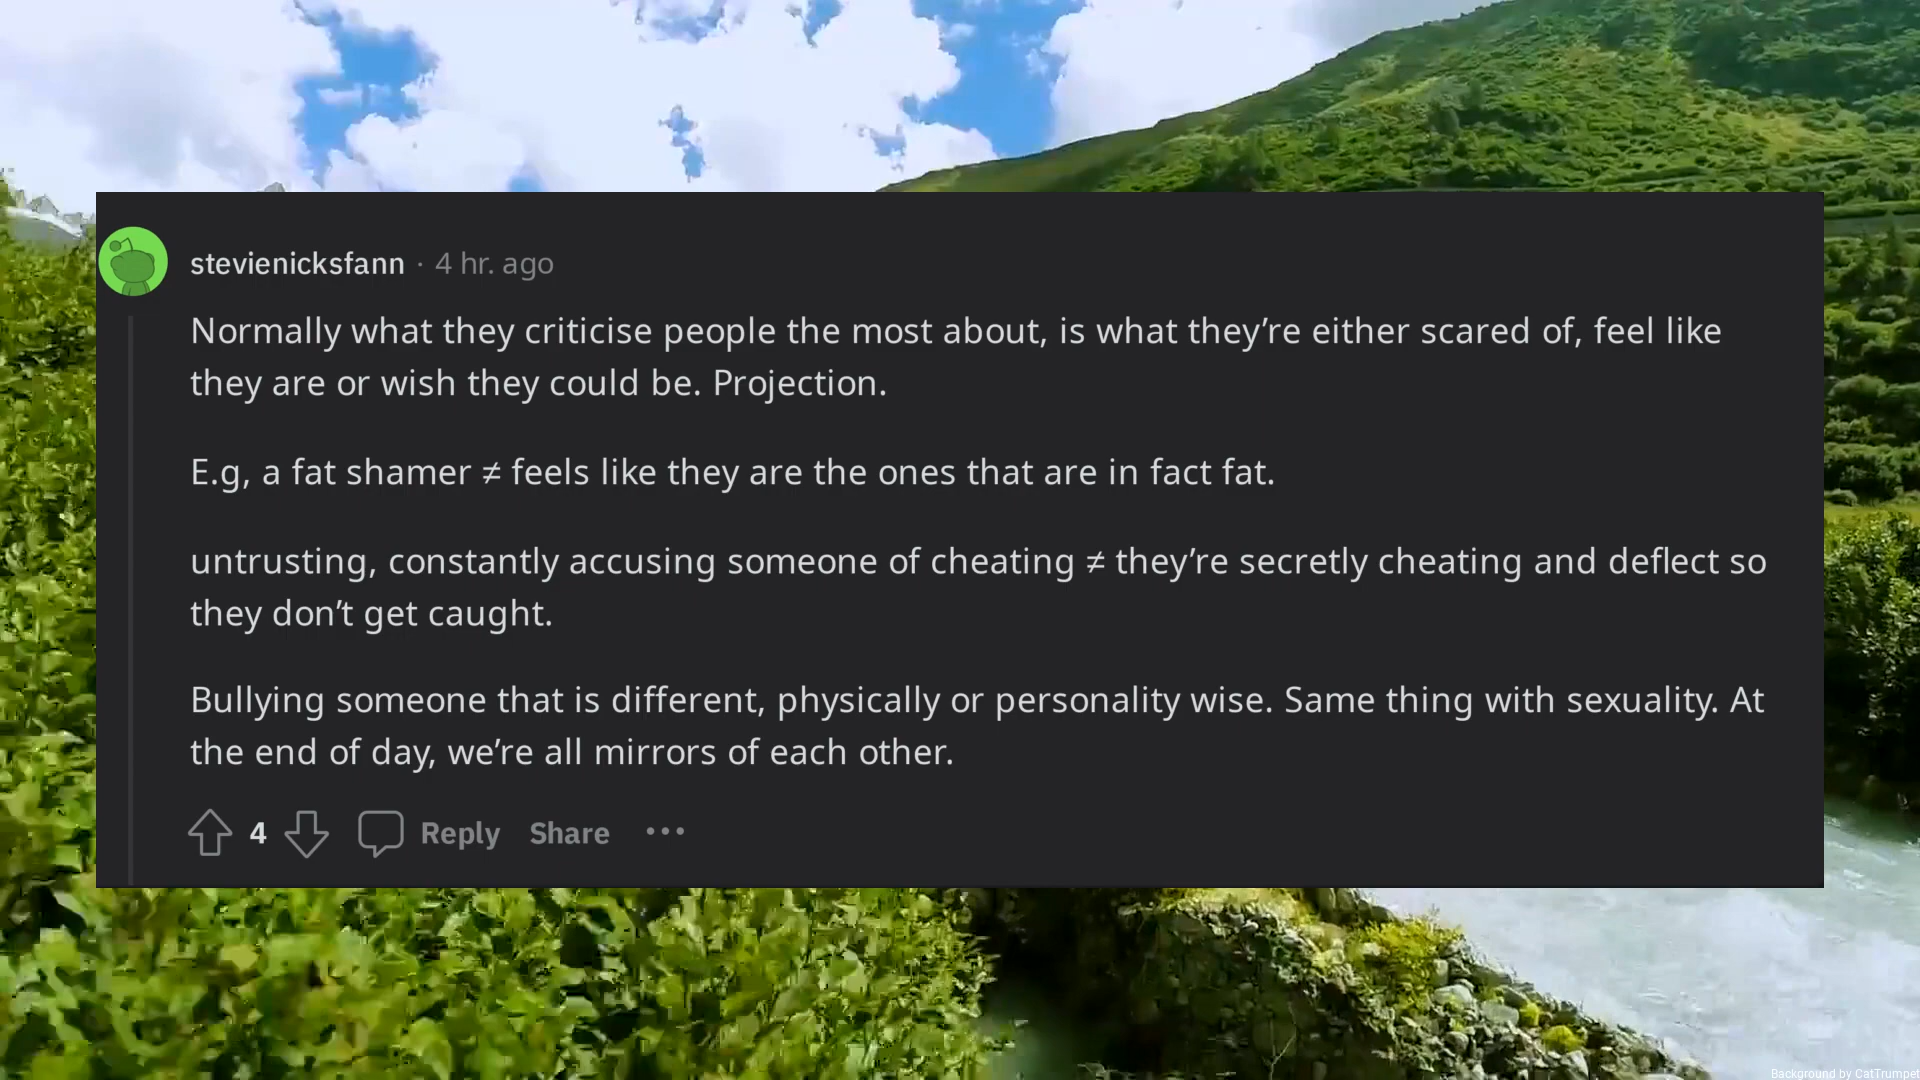 stevienicksfann · 4 hr. ago
Normally what they criticise people the most about, is what they’re either scared of, feel like
they are or wish they could be. Projection.
E.g, a fat shamer ≠ feels like they are the ones that are in fact fat.
untrusting, constantly accusing someone of cheating ≠ they’re secretly cheating and deflect so
they don’t get caught.
Bullying someone that is different, physically or personality wise. Same thing with sexuality. At
the end of day, we’re all mirrors of each other.
4 Reply Share ···
Background by CatTrumpet